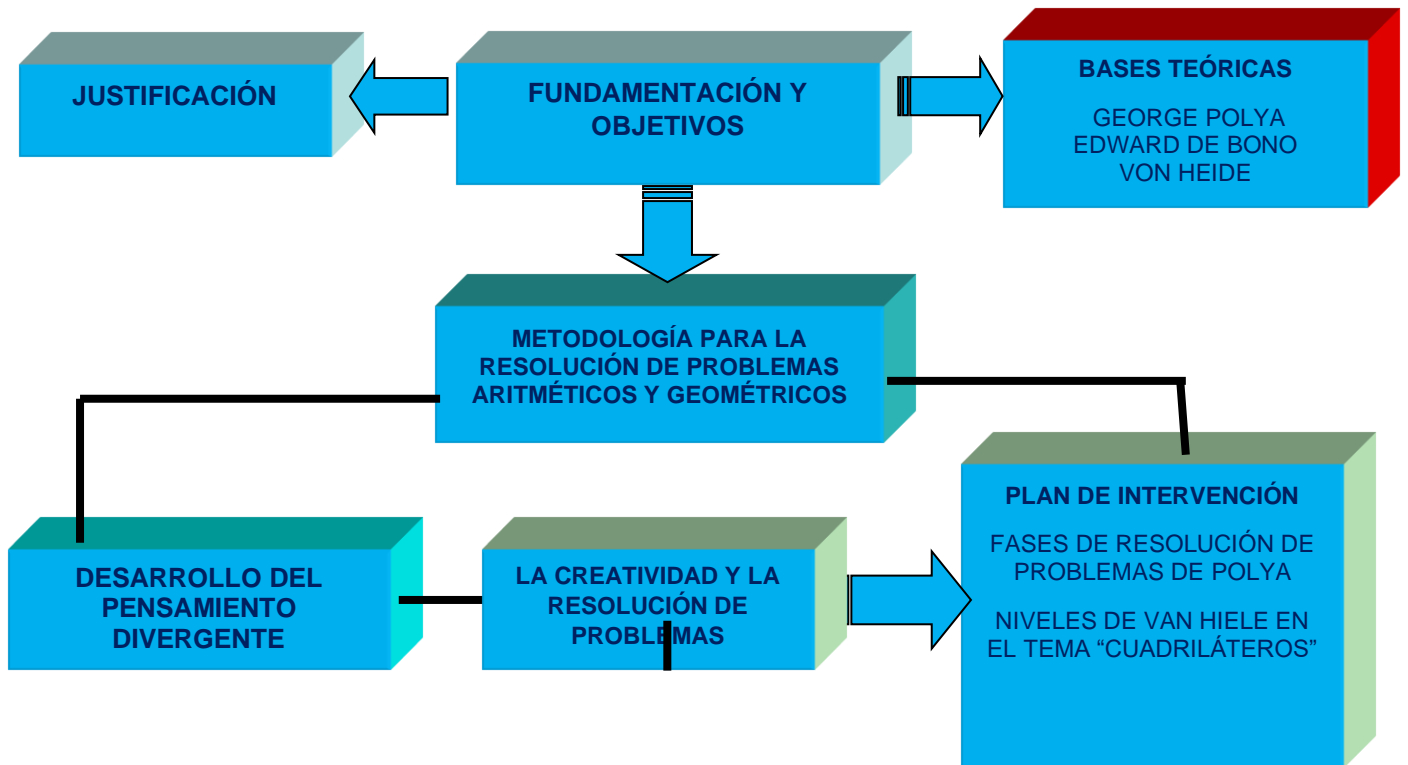 JUSTIFICACIÓN
FUNDAMENTACIÓN Y
OBJETIVOS
BASES TEÓRICAS
GEORGE POLYA
EDWARD DE BONO
VON HEIDE
METODOLOGÍA PARA LA
RESOLUCIÓN DE PROBLEMAS
ARITMÉTICOS Y GEOMÉTRICOS
DESARROLLO DEL
PENSAMIENTO
DIVERGENTE
LA CREATIVIDAD Y LA
RESOLUCIÓN DE
PROBLEMAS
PLAN DE INTERVENCIÓN
FASES DE RESOLUCIÓN DE
PROBLEMAS DE POLYA
NIVELES DE VAN HIELE EN
EL TEMA “CUADRILÁTEROS”